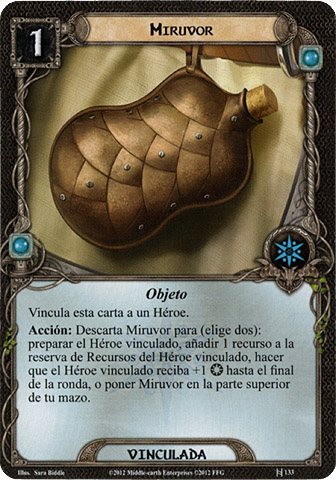 1
MIRUVOR
Objeto
Vincula esta carta a un Héroe.
Acción: Descarta Miruvor para (elige dos):
preparar el Héroe vinculado, añadir 1 recurso a la
reserva de Recursos del Héroe vinculado, hacer
que el Héroe vinculado reciba +1 hasta el final
de la ronda, o poner Miruvor en la parte superior
de tu mazo.
VINCULADA
Illus. Sara Biddle
©2012 Middle-earth Enterprises ©2012 FFG
133